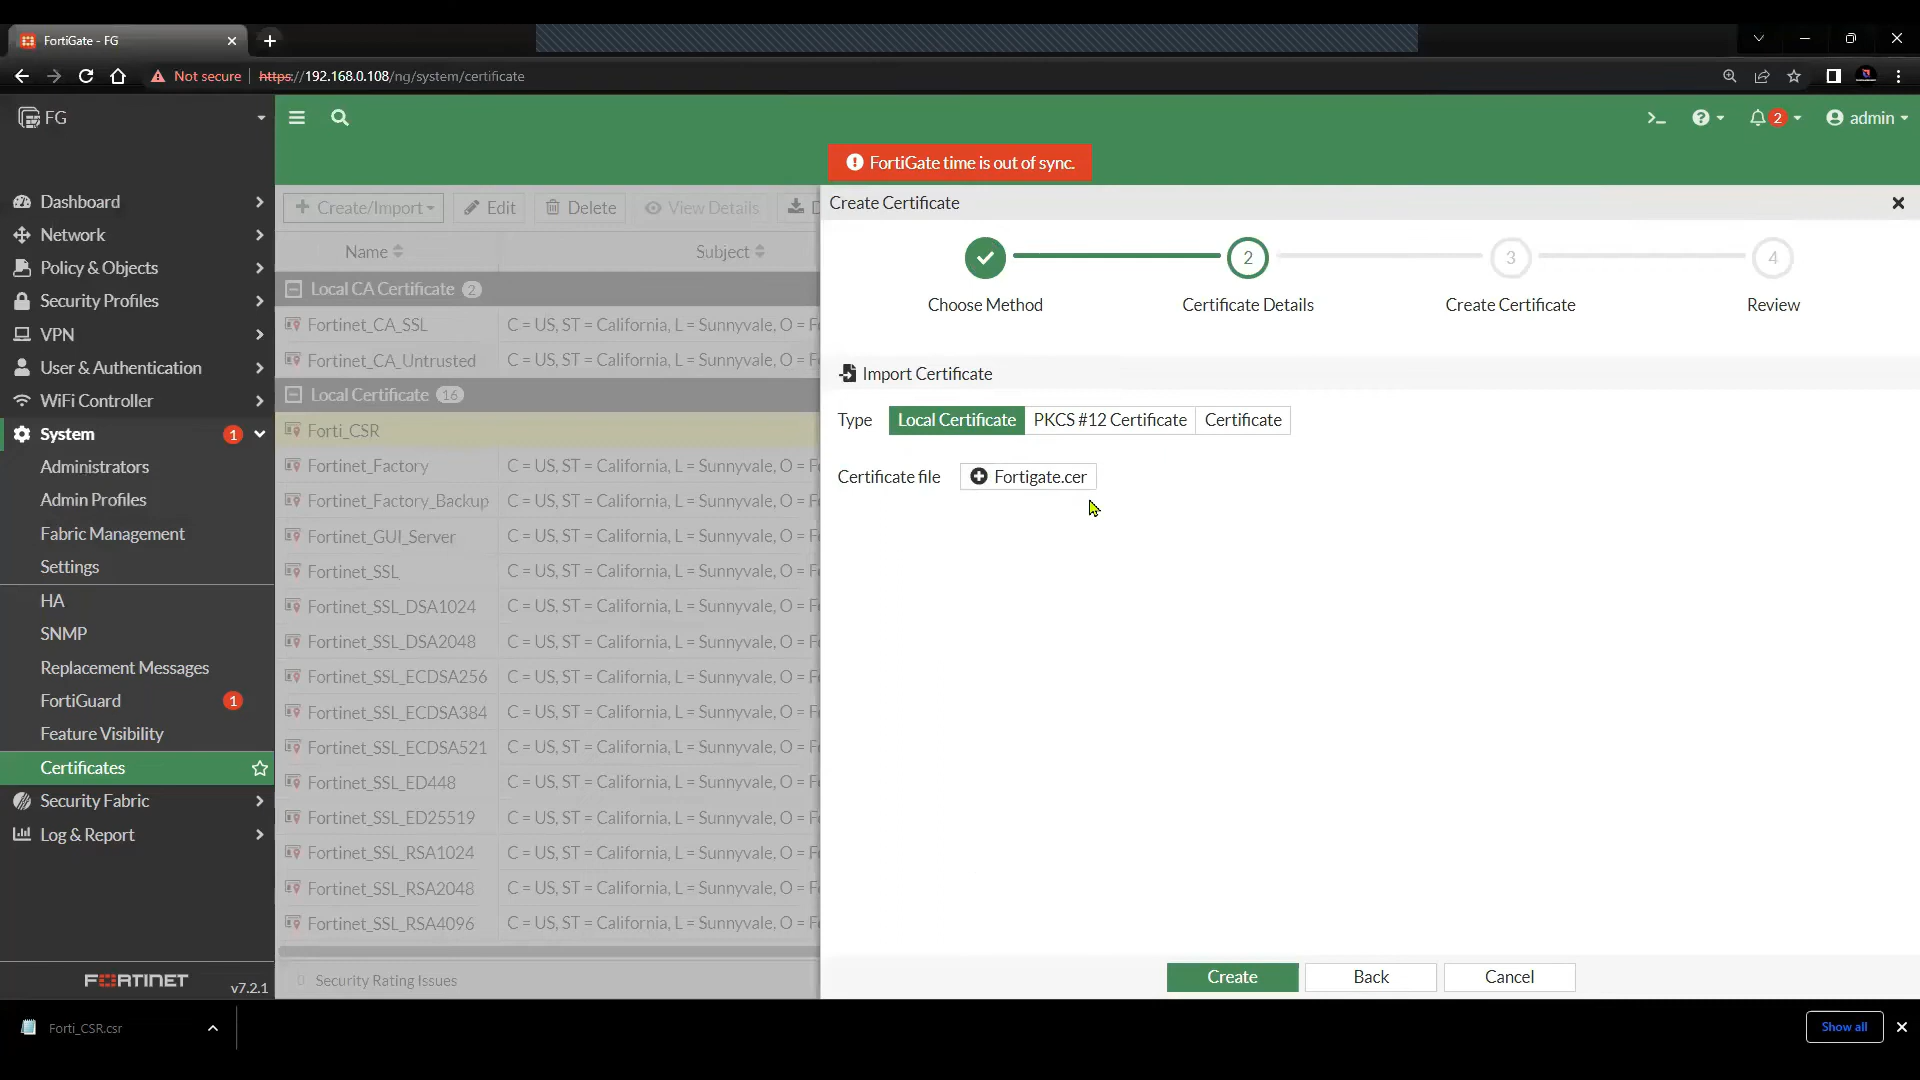 FortiGate - FG
Not secure https://192.168.0.108/ng/system/certificate
FG
2
admin
FortiGate time is out of sync.
Dashboard
Network
Policy & Objects
Security Profiles
VPN
User & Authentication
WiFi Controller
System 1
Administrators
Admin Profiles
Fabric Management
Settings
HA
SNMP
Replacement Messages
FortiGuard 1
Feature Visibility
Certificates
Security Fabric
Log & Report
FORTINET v7.2.1
Create/Import Edit Delete View Details D
Name Subject
Local CA Certificate 2
Fortinet_CA_SSL C = US, ST = California, L = Sunnyvale, O = F
Fortinet_CA_Untrusted C = US, ST = California, L = Sunnyvale, O = F
Local Certificate 16
Forti_CSR
Fortinet_Factory C = US, ST = California, L = Sunnyvale, O = F
Fortinet_Factory_Backup C = US, ST = California, L = Sunnyvale, O = F
Fortinet_GUI_Server C = US, ST = California, L = Sunnyvale, O = F
Fortinet_SSL C = US, ST = California, L = Sunnyvale, O = F
Fortinet_SSL_DSA1024 C = US, ST = California, L = Sunnyvale, O = F
Fortinet_SSL_DSA2048 C = US, ST = California, L = Sunnyvale, O = F
Fortinet_SSL_ECDSA256 C = US, ST = California, L = Sunnyvale, O = F
Fortinet_SSL_ECDSA384 C = US, ST = California, L = Sunnyvale, O = F
Fortinet_SSL_ECDSA521 C = US, ST = California, L = Sunnyvale, O = F
Fortinet_SSL_ED448 C = US, ST = California, L = Sunnyvale, O = F
Fortinet_SSL_ED25519 C = US, ST = California, L = Sunnyvale, O = F
Fortinet_SSL_RSA1024 C = US, ST = California, L = Sunnyvale, O = F
Fortinet_SSL_RSA2048 C = US, ST = California, L = Sunnyvale, O = F
Fortinet_SSL_RSA4096 C = US, ST = California, L = Sunnyvale, O = F
0 Security Rating Issues
Create Certificate
2 3 4
Choose Method Certificate Details Create Certificate Review
Import Certificate
Type Local Certificate PKCS #12 Certificate Certificate
Certificate file Fortigate.cer
Create Back Cancel
Forti_CSR.csr
Show all